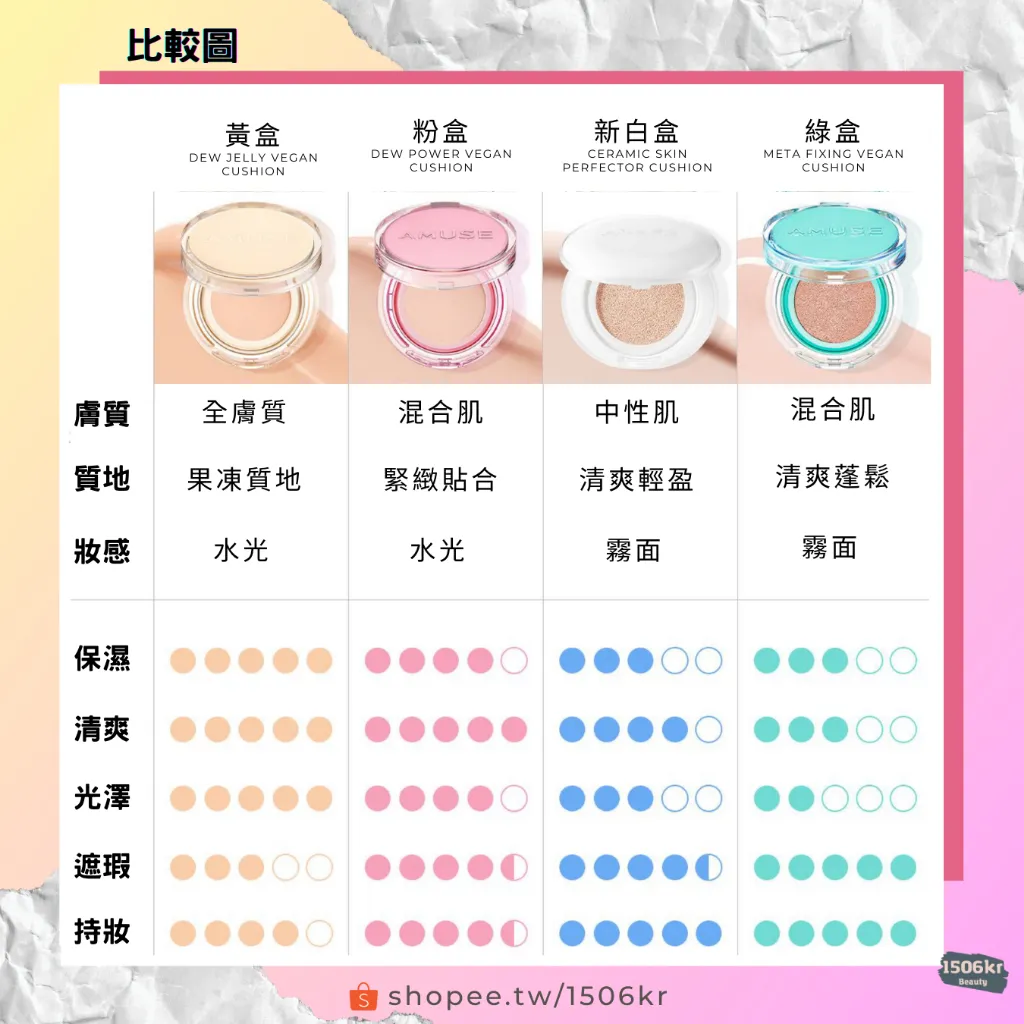 比較圖
黃盒
DEW JELLY VEGAN
CUSHION
粉盒
DEW POWER VEGAN
CUSHION
新白盒
CERAMIC SKIN
PERFECTOR CUSHION
綠盒
META FIXING VEGAN
CUSHION
AMUSE
AMUSE
膚質
全膚質
混合肌
中性肌
混合肌
質地
果凍質地
緊緻貼合
清爽輕盈
清爽蓬鬆
妝感
水光
水光
霧面
霧面
保濕
清爽
光澤
遮瑕
持妝
1506kr
Beauty
shopee.tw/1506kr